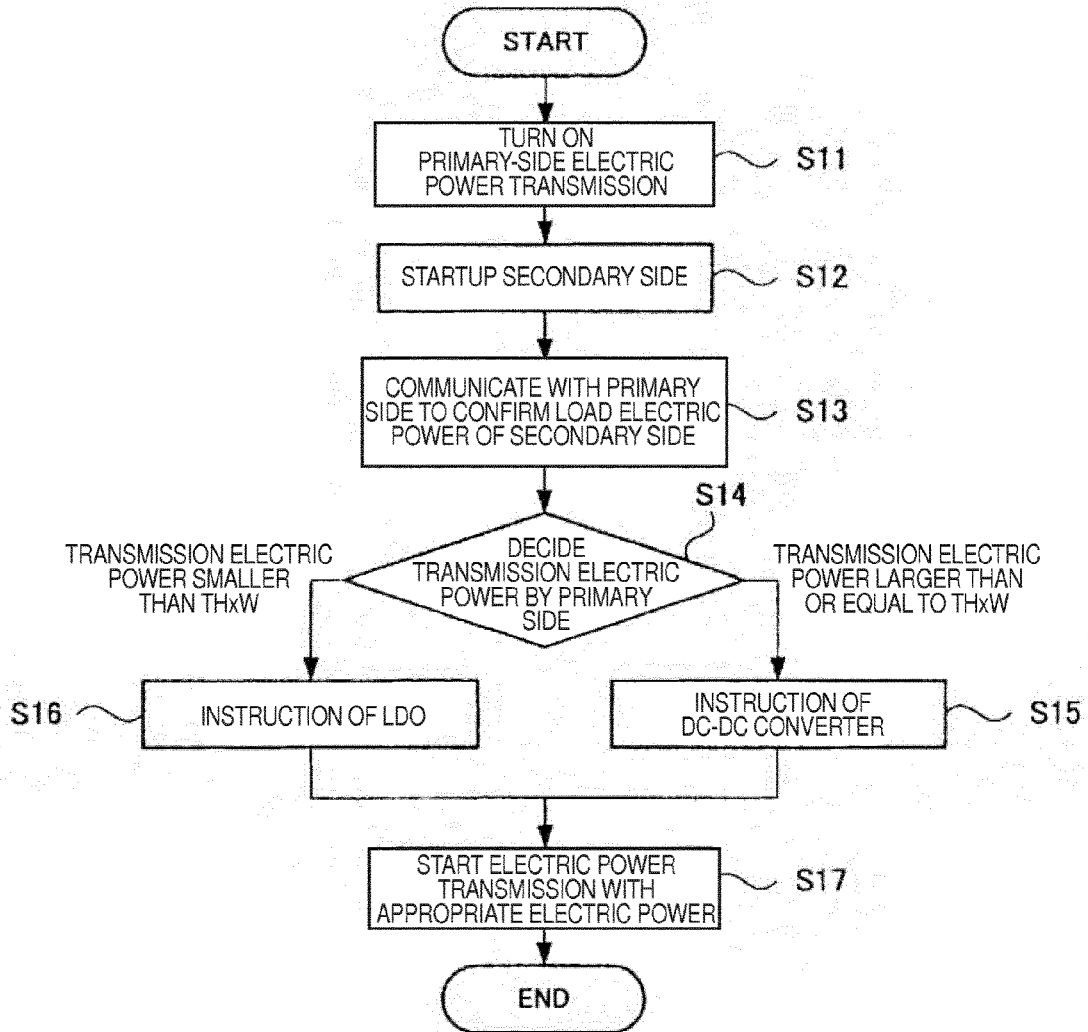 START
TURN ON
PRIMARY-SIDE ELECTRIC
POWER TRANSMISSION
S11
STARTUP SECONDARY SIDE
S12
COMMUNICATE WITH PRIMARY
SIDE TO CONFIRM LOAD ELECTRIC
POWER OF SECONDARY SIDE
S13
S14
DECIDE
TRANSMISSION ELECTRIC
POWER BY PRIMARY
SIDE
TRANSMISSION ELECTRIC
POWER SMALLER
THAN THxW
TRANSMISSION ELECTRIC
POWER LARGER THAN
OR EQUAL TO THxW
S16
INSTRUCTION OF LDO
INSTRUCTION OF
DC-DC CONVERTER
S15
START ELECTRIC POWER
TRANSMISSION WITH
APPROPRIATE ELECTRIC POWER
S17
END